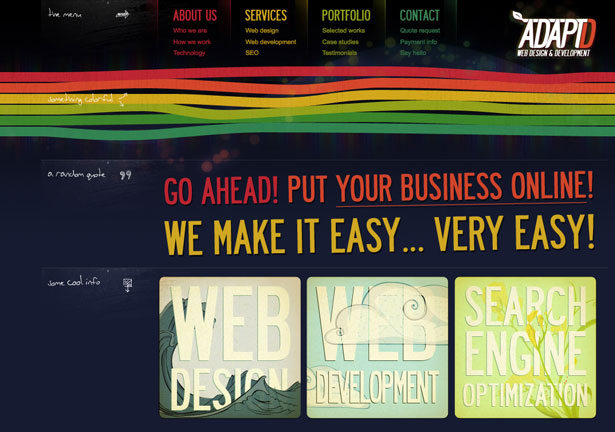 the menu
ABOUT US
Who we are
How we work
Technology
SERVICES
Web design
Web development
SEO
PORTFOLIO
Selected works
Case studies
Testimonials
CONTACT
Quote request
Payment info
Say hello
ADAPTD
WEB DESIGN & DEVELOPMENT
something colorful
a random quote
GO AHEAD! PUT YOUR BUSINESS ONLINE!
WE MAKE IT EASY... VERY EASY!
some cool info
WEB
DESIGN
WEB
DEVELOPMENT
SEARCH
ENGINE
OPTIMIZATION